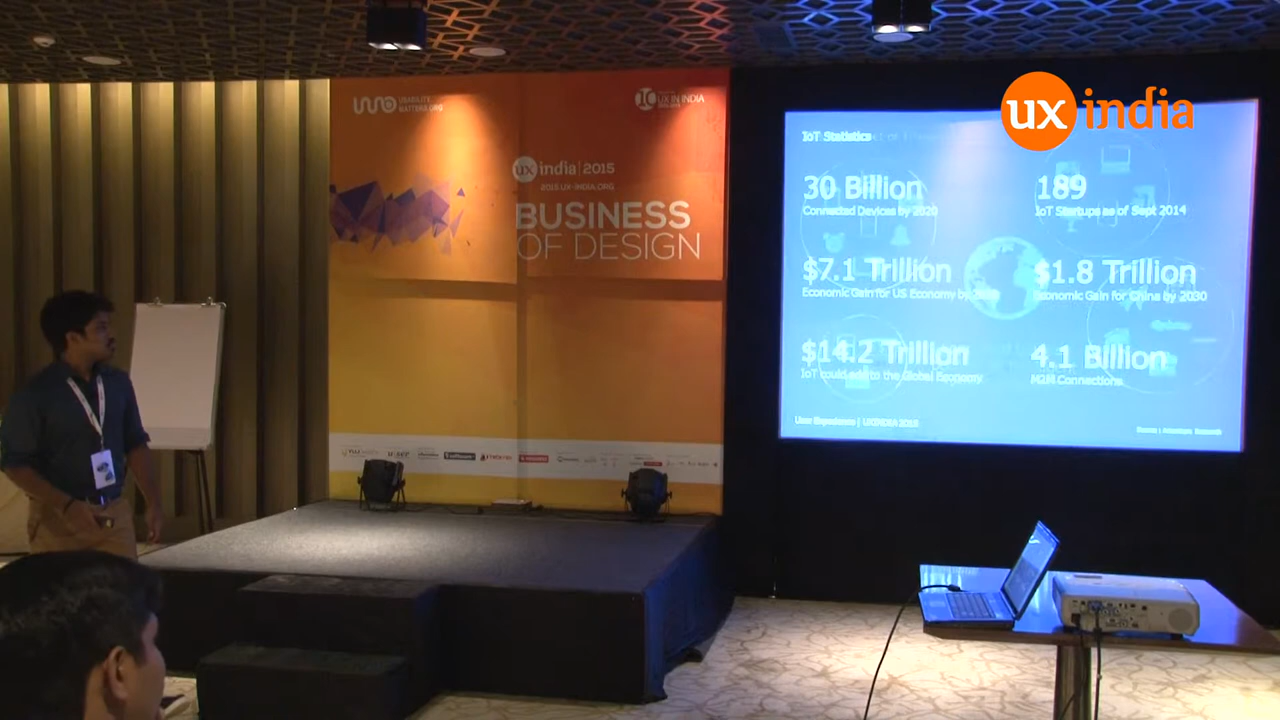 USABILITY
MATTERS.ORG
UX IN INDIA
ux india | 2015
2015.UX-INDIA.ORG
BUSINESS
OF DESIGN
ux india
IoT Statistics
30 Billion
Connected Devices by 2020
189
IoT Startups as of Sept 2014
$7.1 Trillion
Economic Gain for US Economy by
$1.8 Trillion
Economic Gain for China by 2030
$14.2 Trillion
IoT could add to the Global Economy
4.1 Billion
M2M Connections
User Experience | UXINDIA 2015